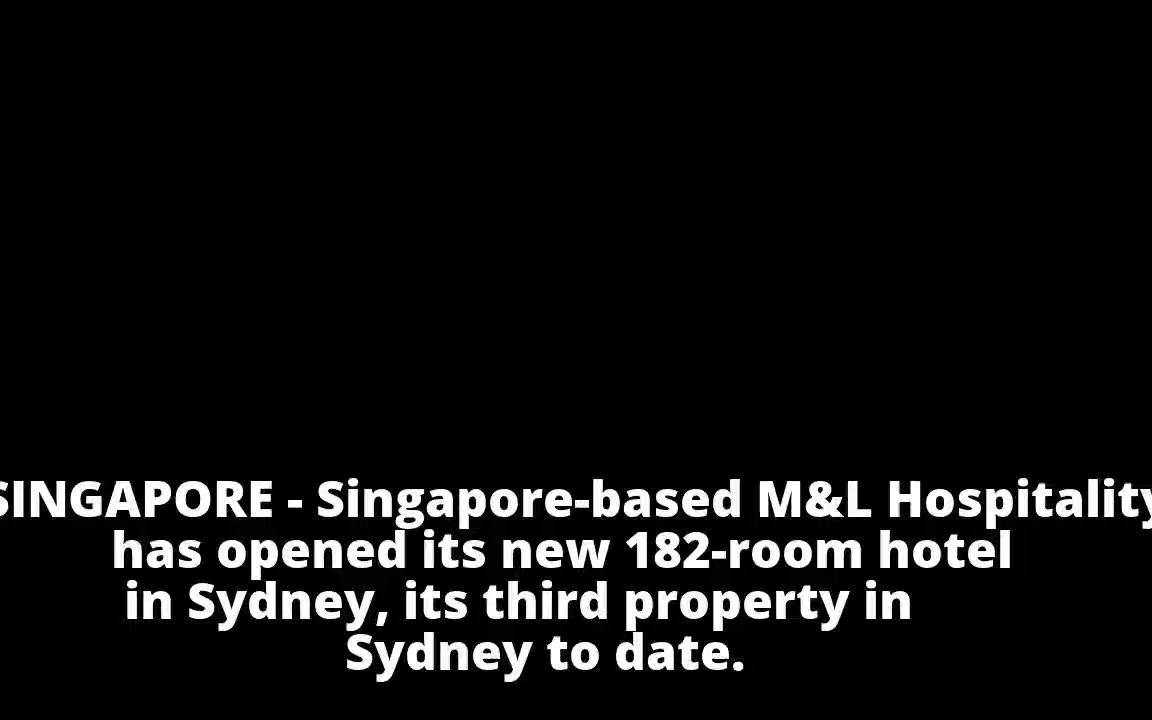 SINGAPORE - Singapore-based M&L Hospitality
has opened its new 182-room hotel
in Sydney, its third property in
Sydney to date.